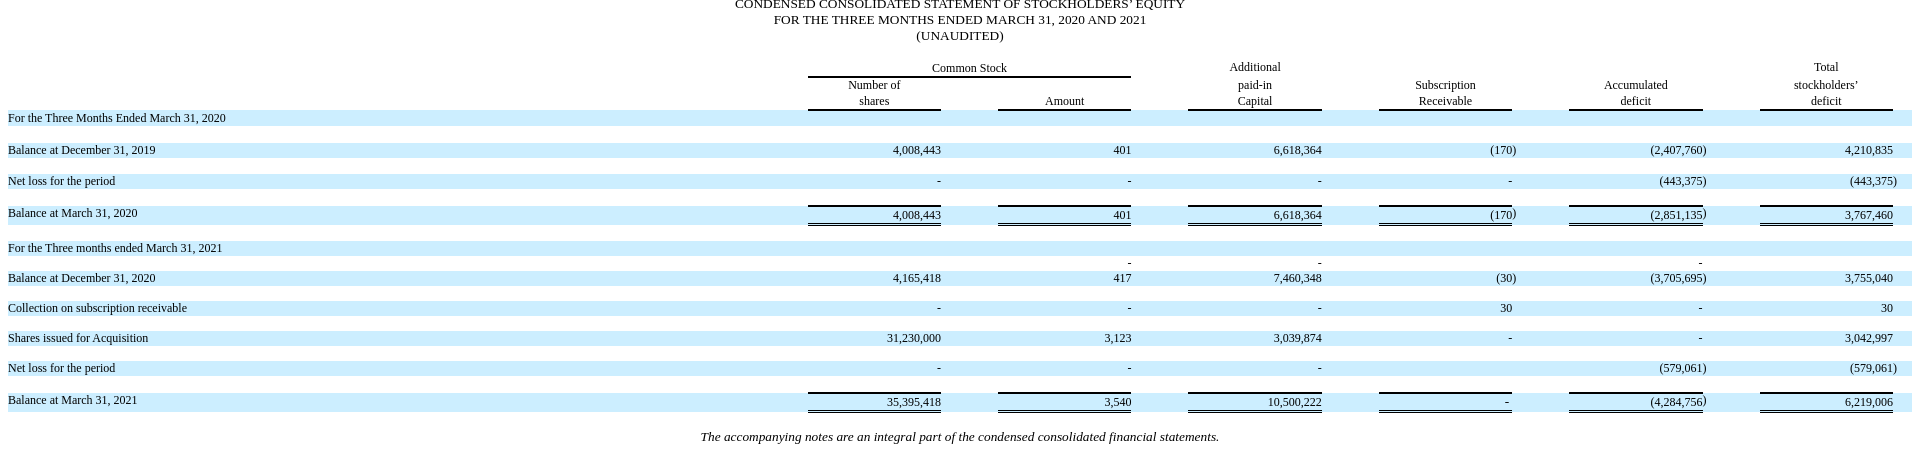 CONDENSED CONSOLIDATED STATEMENT OF STOCKHOLDERS’ EQUITY
FOR THE THREE MONTHS ENDED MARCH 31, 2020 AND 2021
(UNAUDITED)
Common Stock Additional Total
Number of paid-in Subscription Accumulated stockholders’
shares Amount Capital Receivable deficit deficit
For the Three Months Ended March 31, 2020
Balance at December 31, 2019 4,008,443 401 6,618,364 (170) (2,407,760) 4,210,835
Net loss for the period - - - - (443,375) (443,375)
Balance at March 31, 2020 4,008,443 401 6,618,364 (170) (2,851,135) 3,767,460
For the Three months ended March 31, 2021
- - -
Balance at December 31, 2020 4,165,418 417 7,460,348 (30) (3,705,695) 3,755,040
Collection on subscription receivable - - - 30 - 30
Shares issued for Acquisition 31,230,000 3,123 3,039,874 - - 3,042,997
Net loss for the period - - - (579,061) (579,061)
Balance at March 31, 2021 35,395,418 3,540 10,500,222 - (4,284,756) 6,219,006
The accompanying notes are an integral part of the condensed consolidated financial statements.